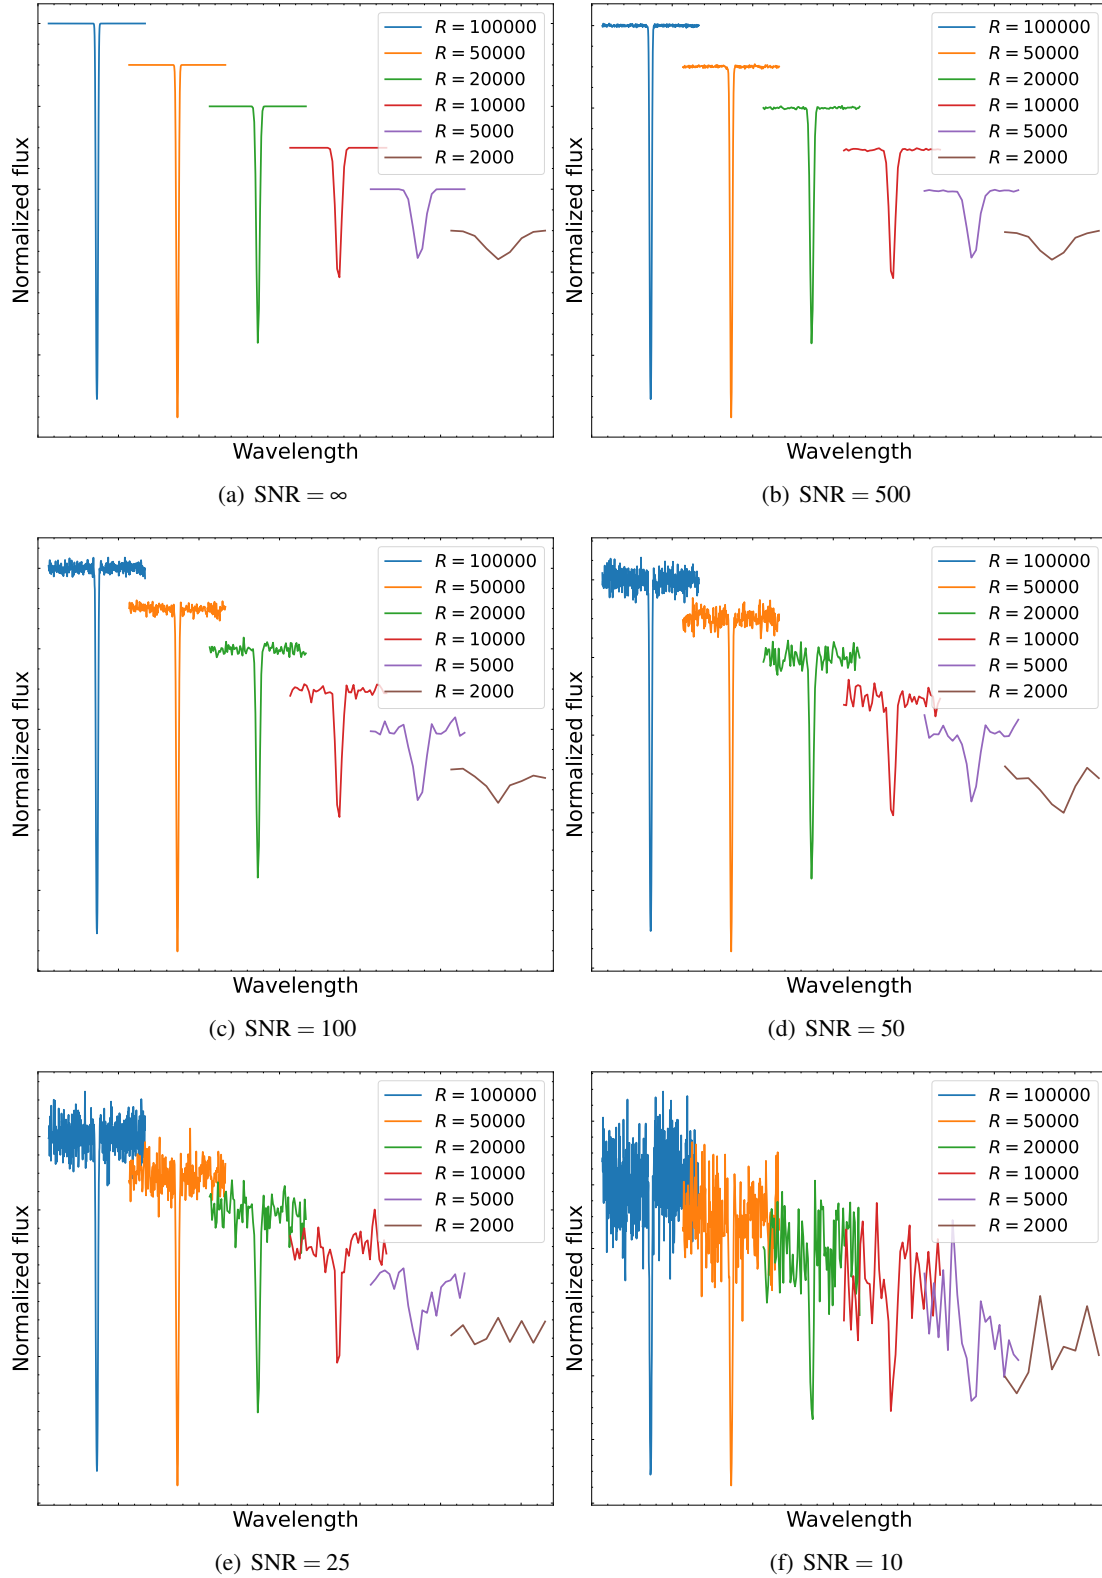 Normalized flux
R = 100000
R = 50000
R = 20000
R = 10000
R = 5000
R = 2000
Wavelength
(a) SNR = ∞
Normalized flux
R = 100000
R = 50000
R = 20000
R = 10000
R = 5000
R = 2000
Wavelength
(b) SNR = 500
Normalized flux
R = 100000
R = 50000
R = 20000
R = 10000
R = 5000
R = 2000
Wavelength
(c) SNR = 100
Normalized flux
R = 100000
R = 50000
R = 20000
R = 10000
R = 5000
R = 2000
Wavelength
(d) SNR = 50
Normalized flux
R = 100000
R = 50000
R = 20000
R = 10000
R = 5000
R = 2000
Wavelength
(e) SNR = 25
Normalized flux
R = 100000
R = 50000
R = 20000
R = 10000
R = 5000
R = 2000
Wavelength
(f) SNR = 10